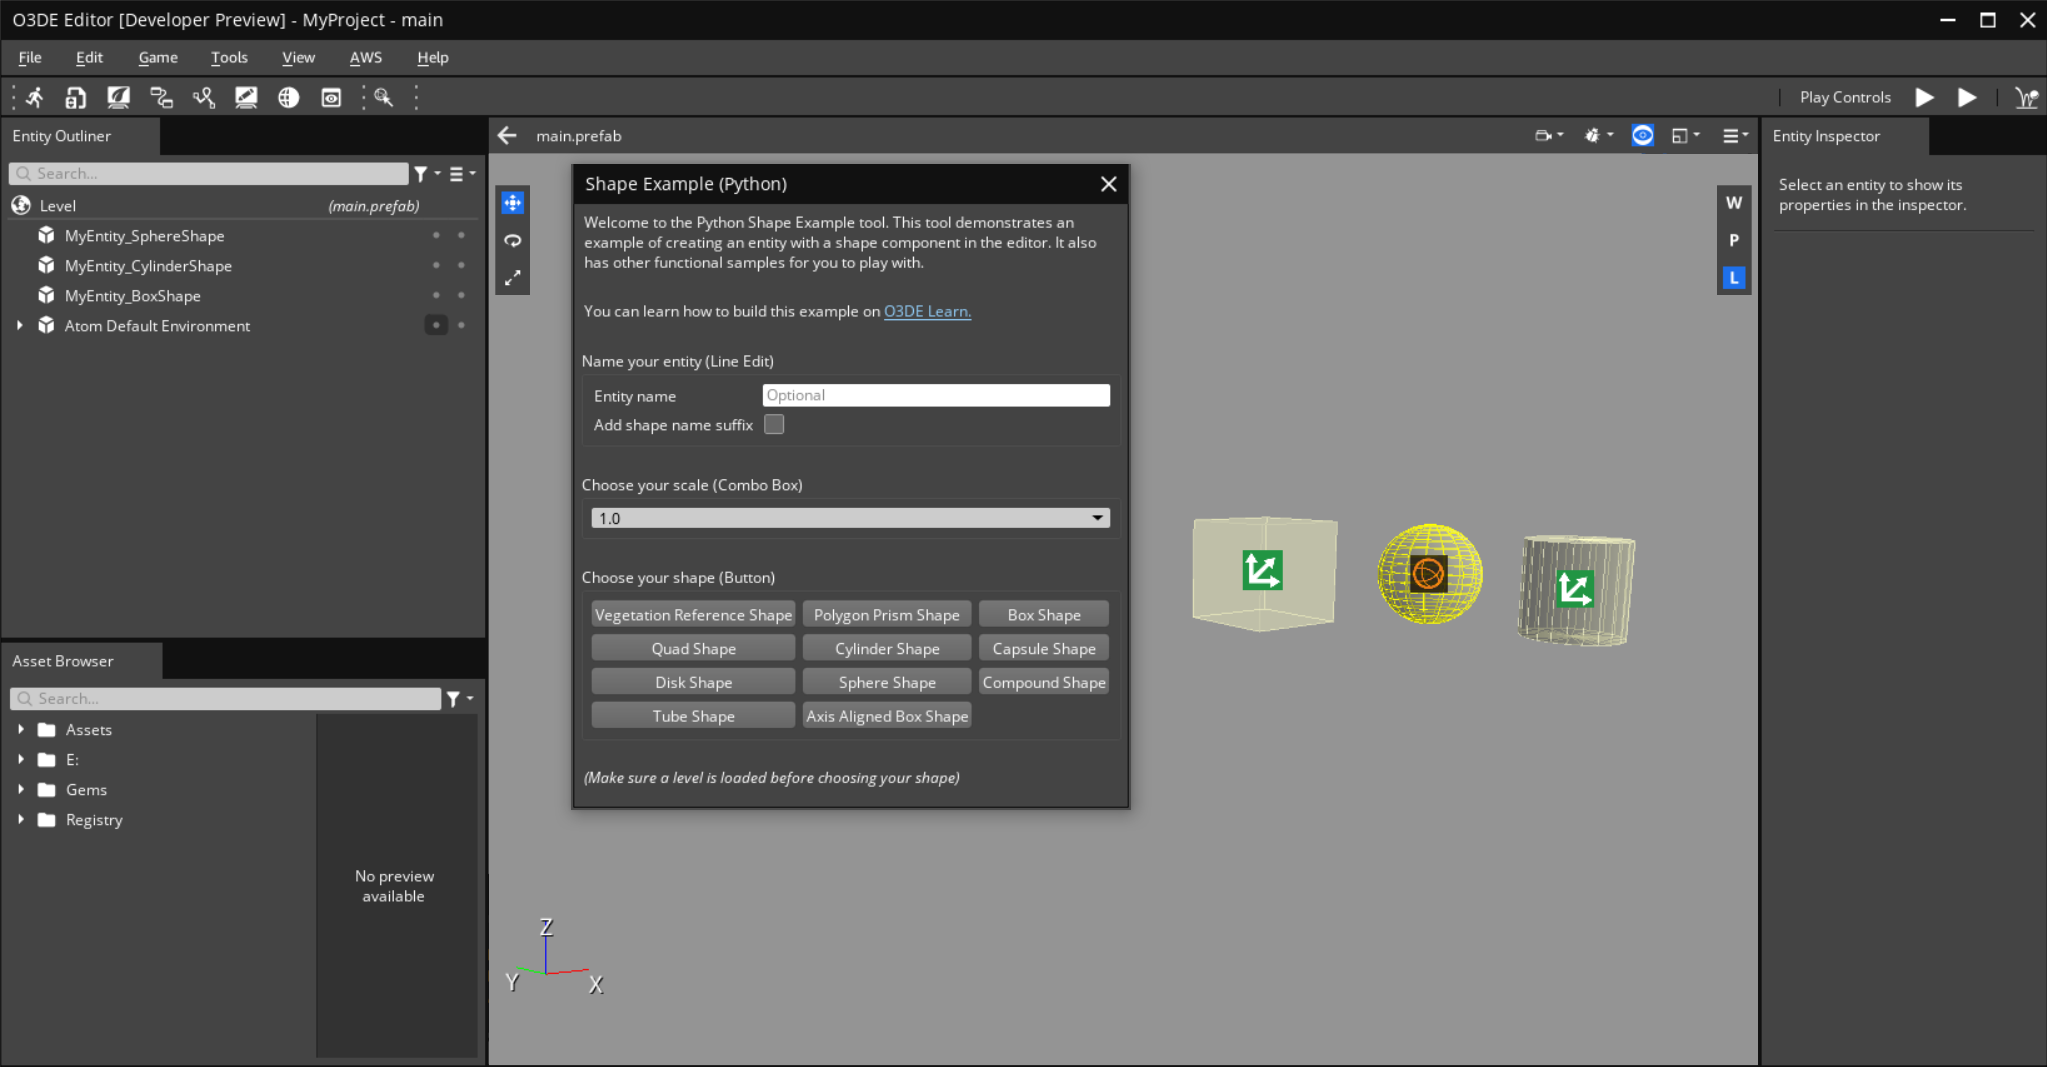 O3DE Editor [Developer Preview] - MyProject - main
File Edit Game Tools View AWS Help
Play Controls
Entity Outliner
Search...
Level (main.prefab)
MyEntity_SphereShape
MyEntity_CylinderShape
MyEntity_BoxShape
Atom Default Environment
Asset Browser
Search...
Assets
E:
Gems
Registry
No preview
available
main.prefab
Shape Example (Python)
Welcome to the Python Shape Example tool. This tool demonstrates an
example of creating an entity with a shape component in the editor. It also
has other functional samples for you to play with.
You can learn how to build this example on O3DE Learn.
Name your entity (Line Edit)
Entity name Optional
Add shape name suffix
Choose your scale (Combo Box)
1.0
Choose your shape (Button)
Vegetation Reference Shape Polygon Prism Shape Box Shape
Quad Shape Cylinder Shape Capsule Shape
Disk Shape Sphere Shape Compound Shape
Tube Shape Axis Aligned Box Shape
(Make sure a level is loaded before choosing your shape)
W
P
L
Z
Y X
Entity Inspector
Select an entity to show its
properties in the inspector.